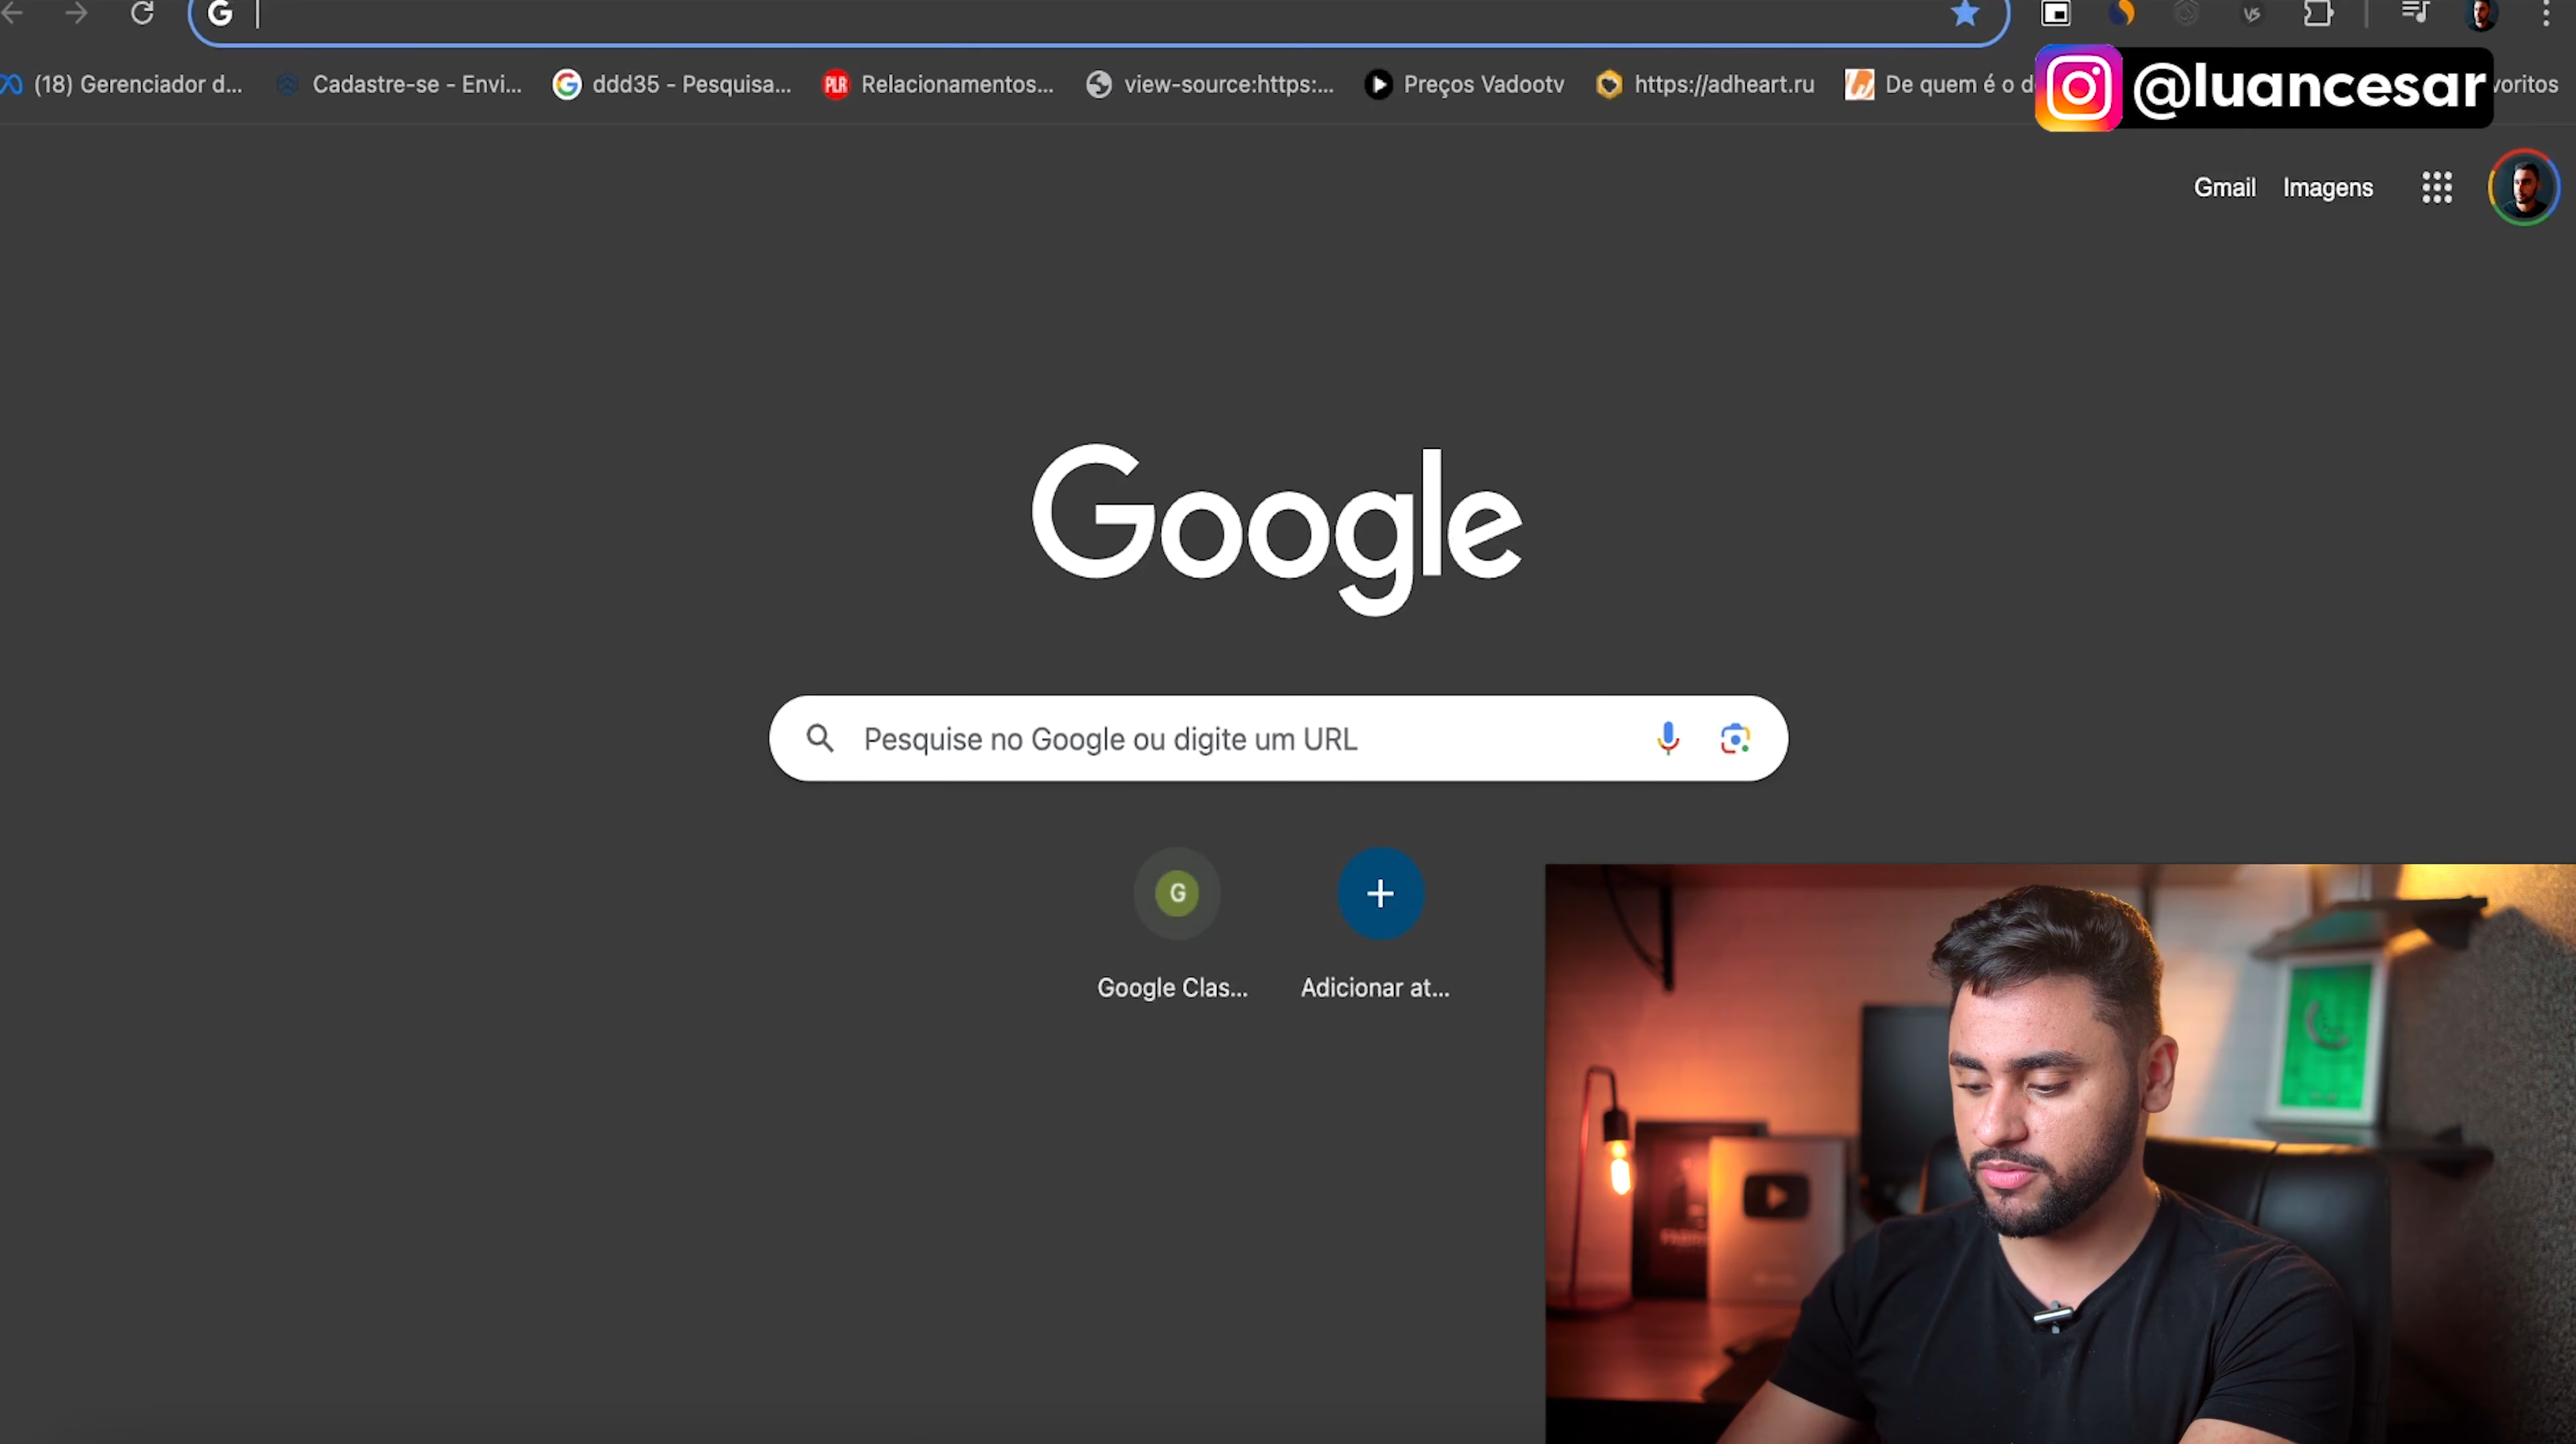 (18) Gerenciador d...
Cadastre-se - Envi...
ddd35 - Pesquisa...
PLR
Relacionamentos...
view-source:https:...
Preços Vadootv
https://adheart.ru
De quem é o d
@luancesar
voritos
Gmail
Imagens
Google
Pesquise no Google ou digite um URL
G
Google Clas...
Adicionar at...